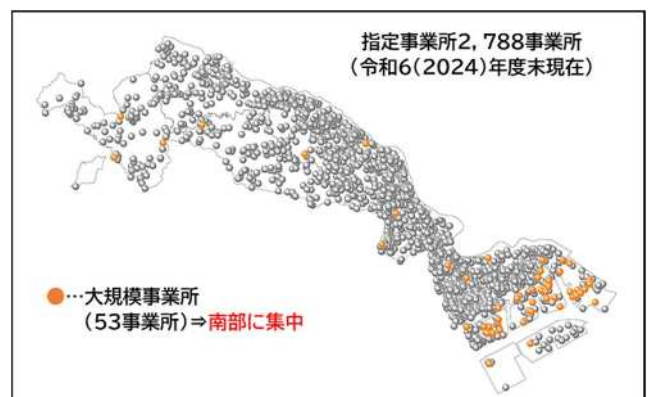 指定事業所2,788事業所
(令和6(2024)年度末現在)
●…大規模事業所
(53事業所)⇒南部に集中